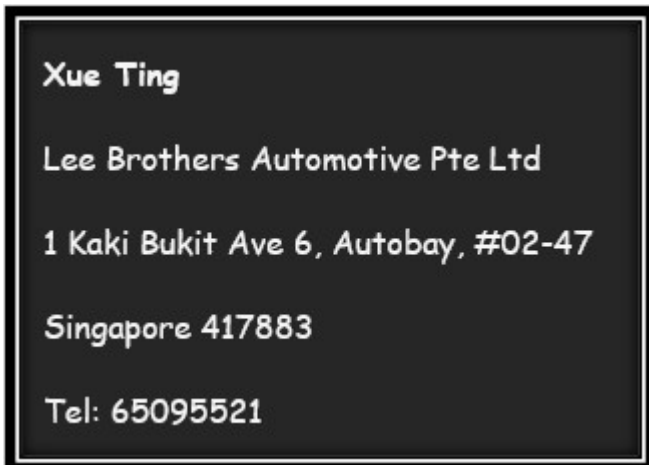 Xue Ting
Lee Brothers Automotive Pte Ltd
1 Kaki Bukit Ave 6, Autobay, #02-47
Singapore 417883
Tel: 65095521